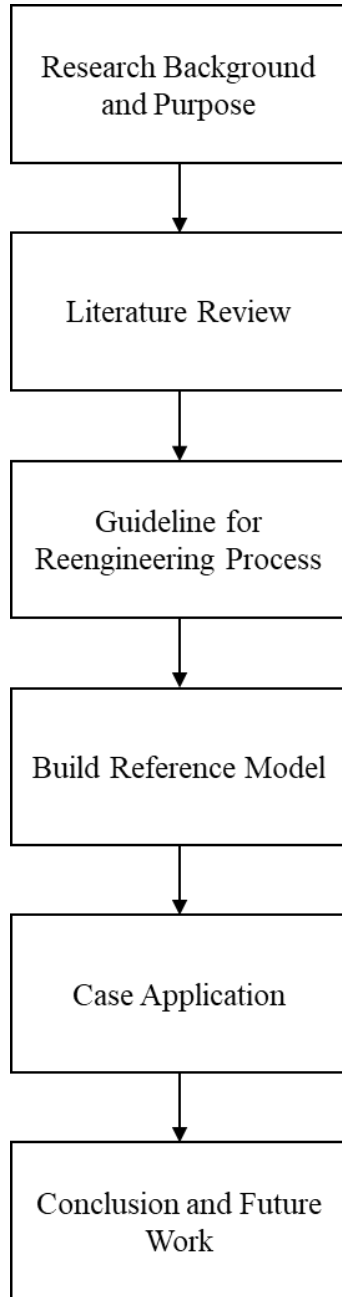 Research Background
and Purpose
Literature Review
Guideline for
Reengineering Process
Build Reference Model
Case Application
Conclusion and Future
Work